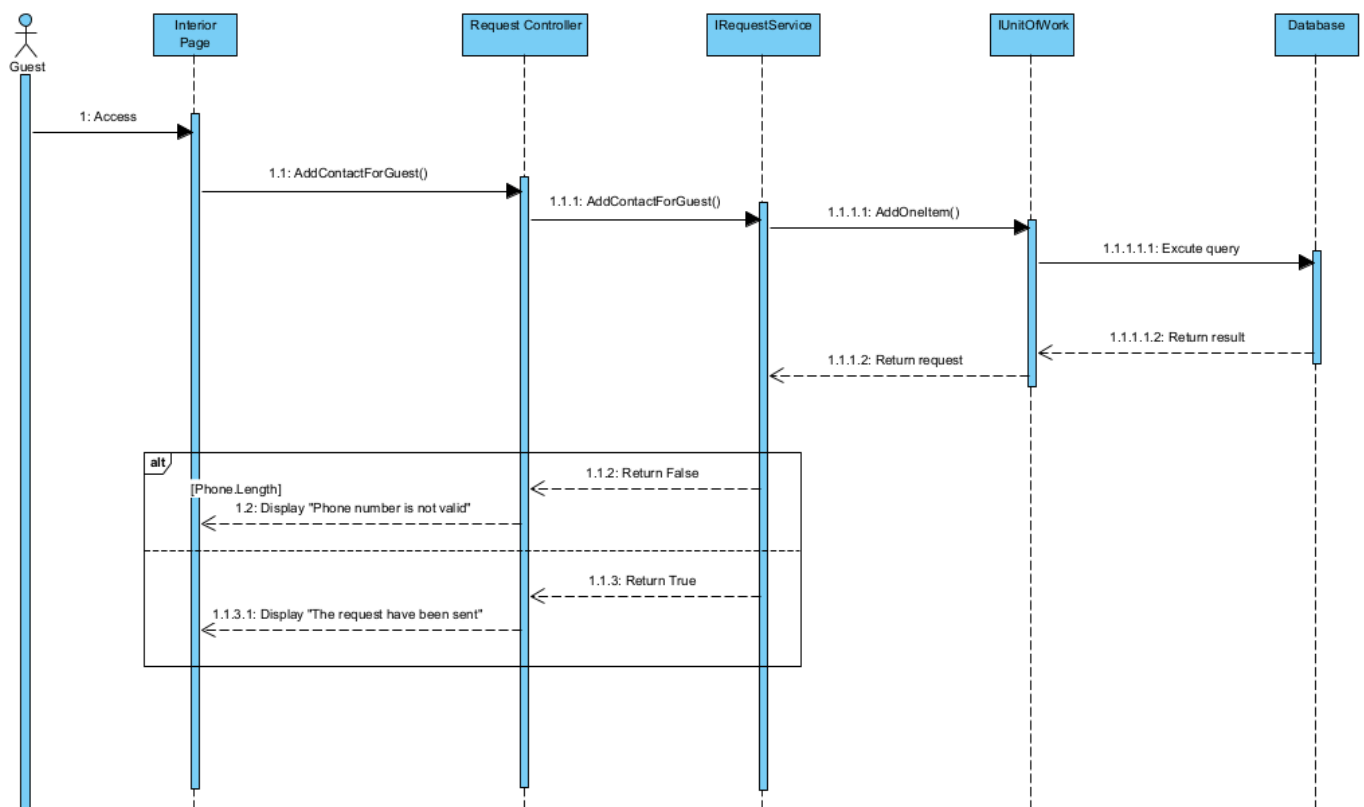 Guest
Interior
Page
Request Controller
IRequestService
IUnitOfWork
Database
1: Access
1.1: AddContactForGuest()
1.1.1: AddContactForGuest()
1.1.1.1: AddOneItem()
1.1.1.1.1: Excute query
1.1.1.1.2: Return result
1.1.1.2: Return request
alt
[Phone.Length]
1.1.2: Return False
1.2: Display "Phone number is not valid"
1.1.3: Return True
1.1.3.1: Display "The request have been sent"